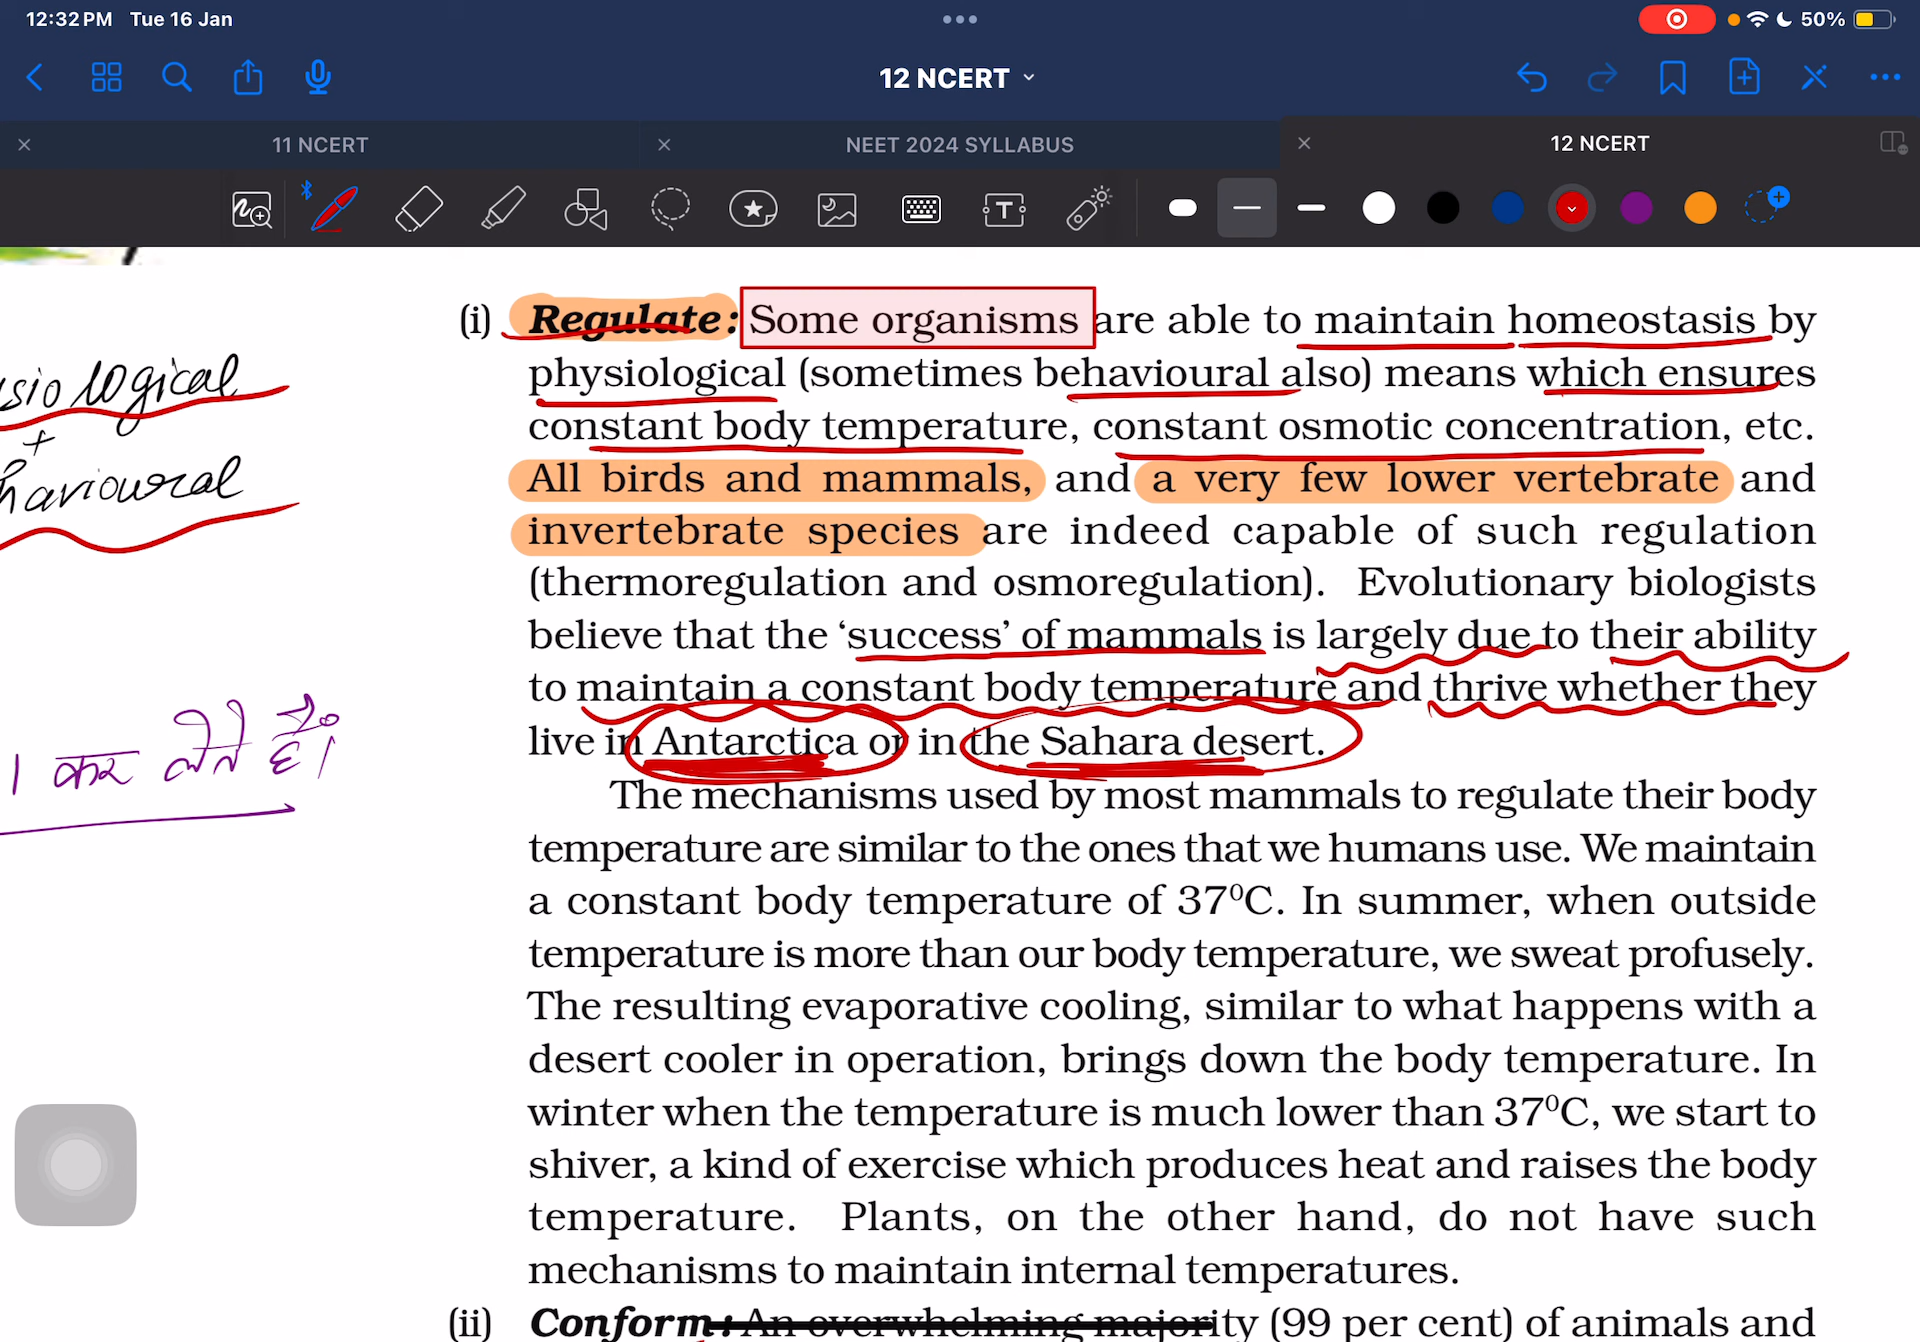 12:32 PM Tue 16 Jan
50%
12 NCERT
11 NCERT
NEET 2024 SYLLABUS
12 NCERT
(i) Regulate: Some organisms are able to maintain homeostasis by
physiological (sometimes behavioural also) means which ensures
constant body temperature, constant osmotic concentration, etc.
All birds and mammals, and a very few lower vertebrate and
invertebrate species are indeed capable of such regulation
(thermoregulation and osmoregulation). Evolutionary biologists
believe that the ‘success’ of mammals is largely due to their ability
to maintain a constant body temperature and thrive whether they
live in Antarctica or in the Sahara desert.
The mechanisms used by most mammals to regulate their body
temperature are similar to the ones that we humans use. We maintain
a constant body temperature of 37⁰C. In summer, when outside
temperature is more than our body temperature, we sweat profusely.
The resulting evaporative cooling, similar to what happens with a
desert cooler in operation, brings down the body temperature. In
winter when the temperature is much lower than 37⁰C, we start to
shiver, a kind of exercise which produces heat and raises the body
temperature. Plants, on the other hand, do not have such
mechanisms to maintain internal temperatures.
(ii) Conform: An overwhelming majority (99 per cent) of animals and
siological
+
havioural
कर लेते हैं।